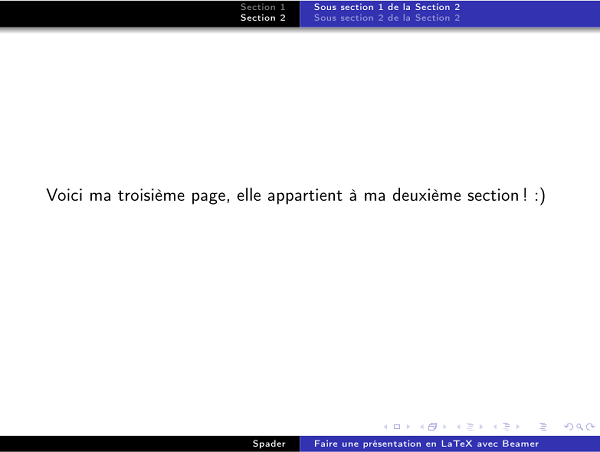 Section 1
Section 2
Sous section 1 de la Section 2
Sous section 2 de la Section 2
Voici ma troisième page, elle appartient à ma deuxième section ! :)
Spader
Faire une présentation en LaTeX avec Beamer